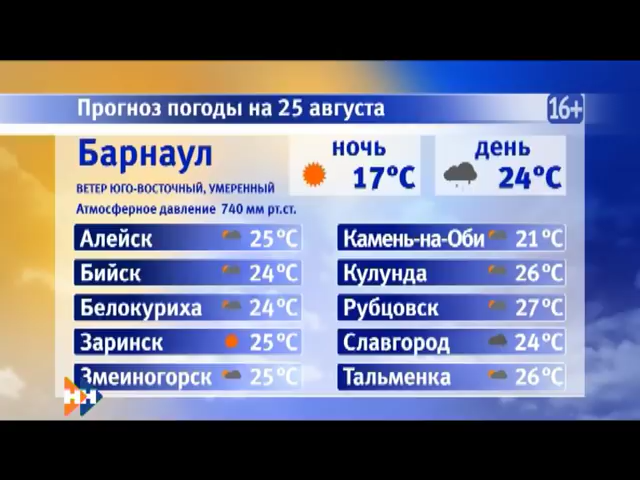 Прогноз погоды на 25 августа
16+
Барнаул
ВЕТЕР ЮГО-ВОСТОЧНЫЙ, УМЕРЕННЫЙ
Атмосферное давление 740 мм рт.ст.
ночь
17°C
день
24°C
Алейск 25°C
Бийск 24°C
Белокуриха 24°C
Заринск 25°C
Змеиногорск 25°C
Камень-на-Оби 21°C
Кулунда 26°C
Рубцовск 27°C
Славгород 24°C
Тальменка 26°C
НН